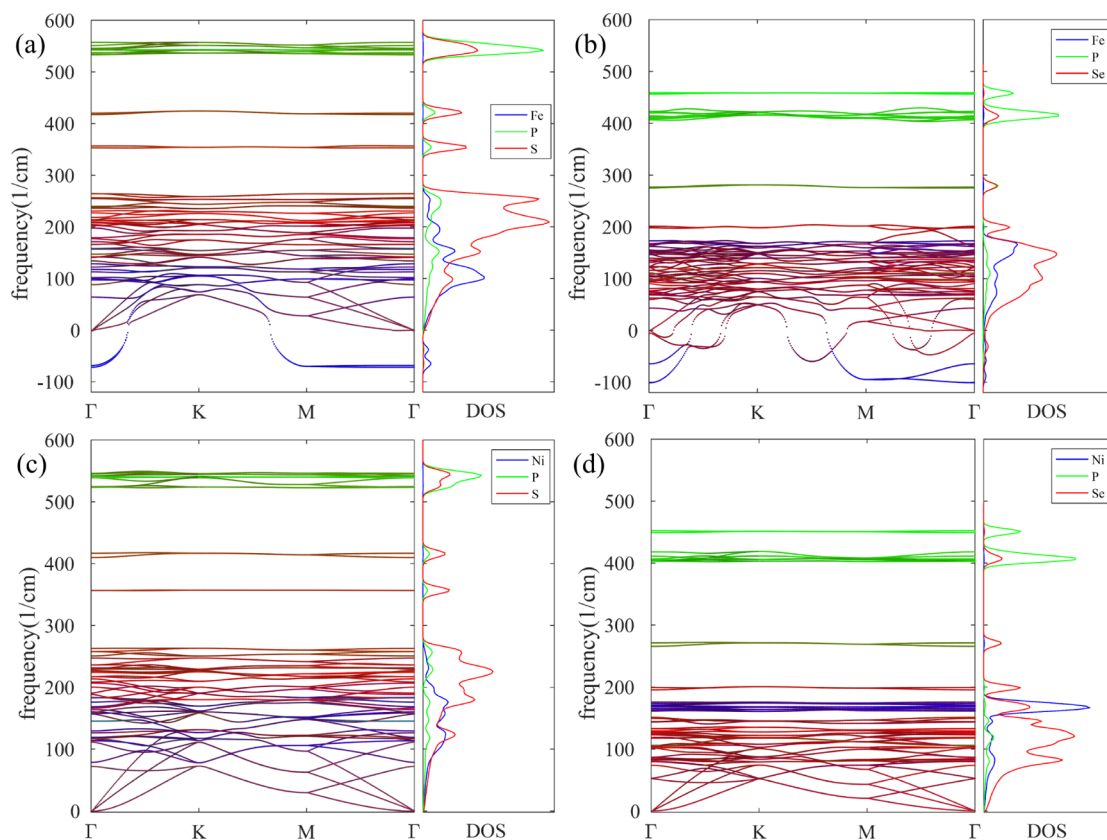 (a)
600
500
400
300
200
100
0
-100
frequency(1/cm)
Γ K M Γ DOS
Fe
P
S
(b)
600
500
400
300
200
100
0
-100
frequency(1/cm)
Γ K M Γ DOS
Fe
P
Se
(c)
600
500
400
300
200
100
0
frequency(1/cm)
Γ K M Γ DOS
Ni
P
S
(d)
600
500
400
300
200
100
0
frequency(1/cm)
Γ K M Γ DOS
Ni
P
Se